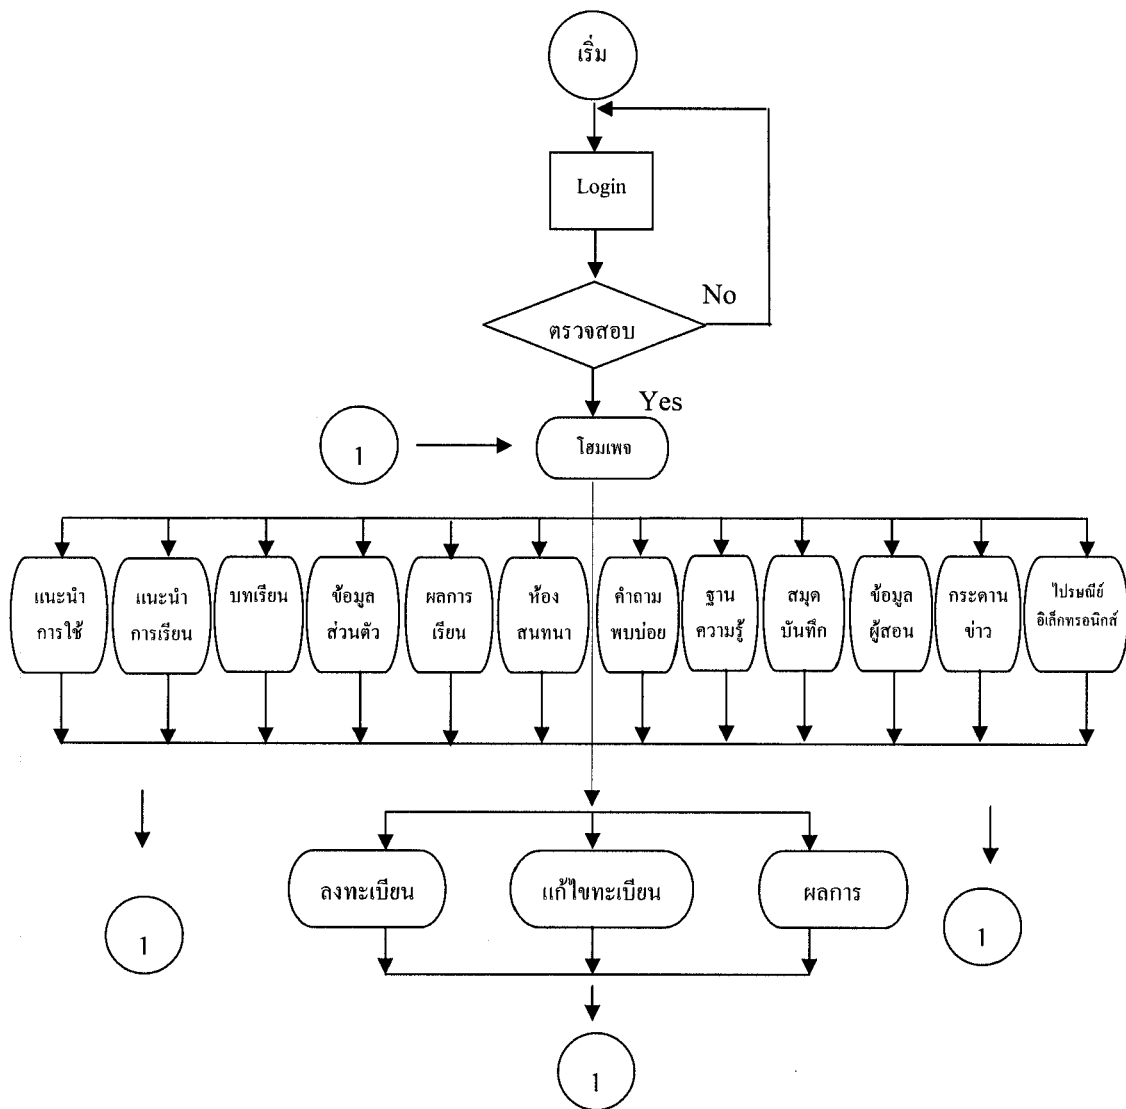 เริ่ม
Login
No
ตรวจสอบ
Yes
1
โฮมเพจ
แนะนำ
การใช้
แนะนำ
การเรียน
บทเรียน
ข้อมูล
ส่วนตัว
ผลการ
เรียน
ห้อง
สนทนา
คำถาม
พบบ่อย
ฐาน
ความรู้
สมุด
บันทึก
ข้อมูล
ผู้สอน
กระดาน
ข่าว
ไปรษณีย์
อิเล็กทรอนิกส์
ลงทะเบียน
แก้ไขทะเบียน
ผลการ
1
1
1